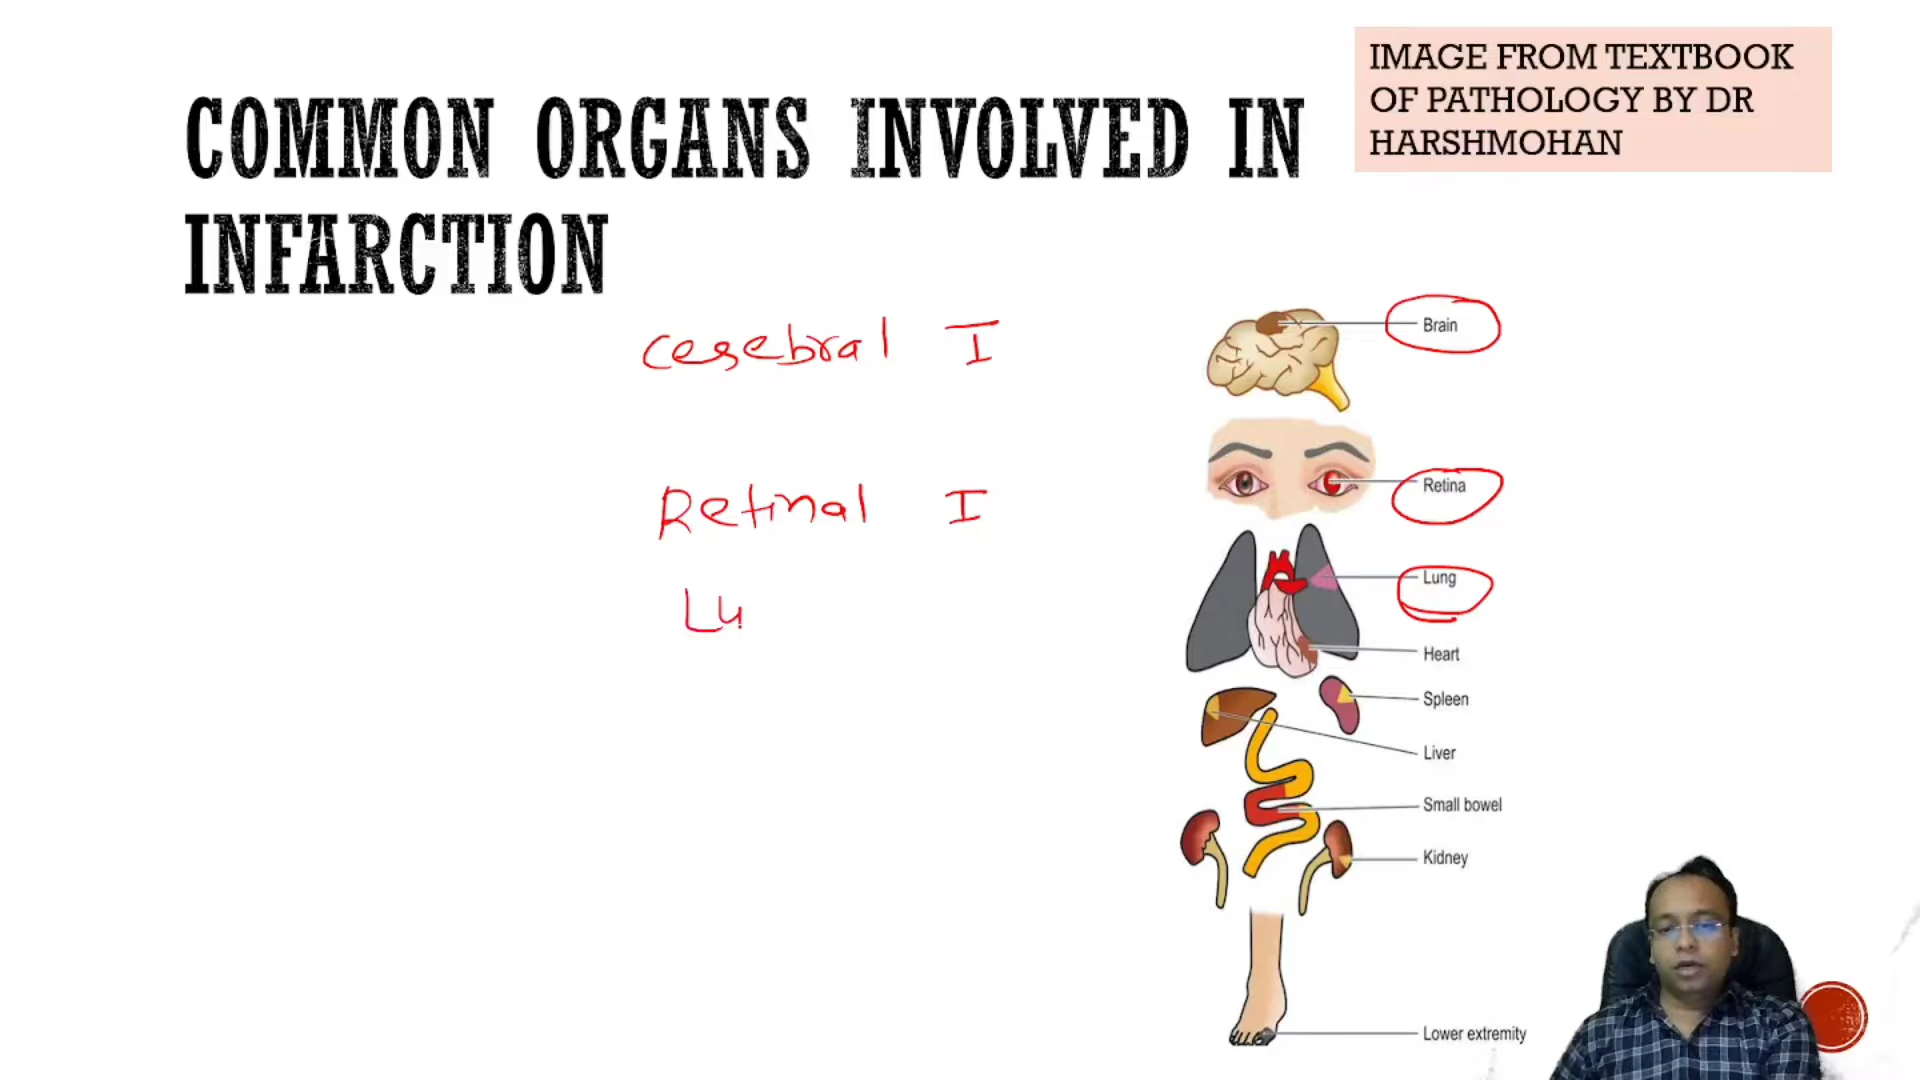 COMMON ORGANS INVOLVED IN
INFARCTION
IMAGE FROM TEXTBOOK
OF PATHOLOGY BY DR
HARSHMOHAN
Cerebral I
Retinal I
Lu
Brain
Retina
Lung
Heart
Spleen
Liver
Small bowel
Kidney
Lower extremity